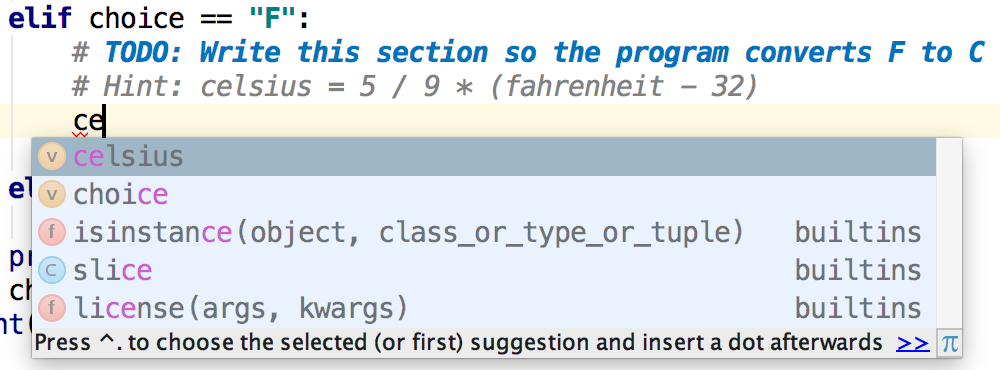 elif choice == "F":
# TODO: Write this section so the program converts F to C
# Hint: celsius = 5 / 9 * (fahrenheit - 32)
ce
v celsius
el
v choice
f isinstance(object, class_or_type_or_tuple) builtins
pr
C slice builtins
ch
f license(args, kwargs) builtins
nt(
Press ^. to choose the selected (or first) suggestion and insert a dot afterwards >> π